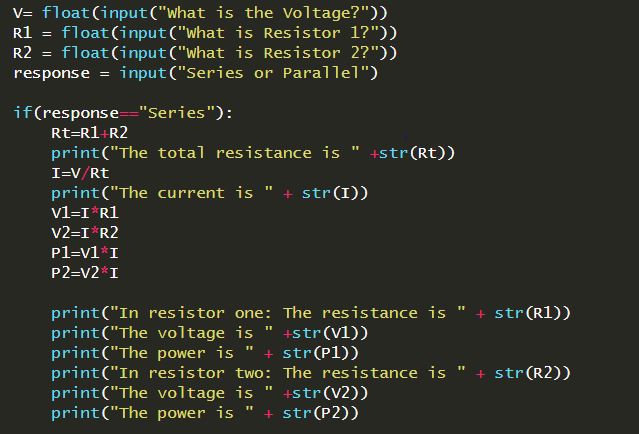 V= float(input("What is the Voltage?"))
R1 = float(input("What is Resistor 1?"))
R2 = float(input("What is Resistor 2?"))
response = input("Series or Parallel")

if(response=="Series"):
    Rt=R1+R2
    print("The total resistance is " +str(Rt))
    I=V/Rt
    print("The current is " + str(I))
    V1=I*R1
    V2=I*R2
    P1=V1*I
    P2=V2*I

    print("In resistor one: The resistance is " + str(R1))
    print("The voltage is " +str(V1))
    print("The power is " + str(P1))
    print("In resistor two: The resistance is " + str(R2))
    print("The voltage is " +str(V2))
    print("The power is " + str(P2))